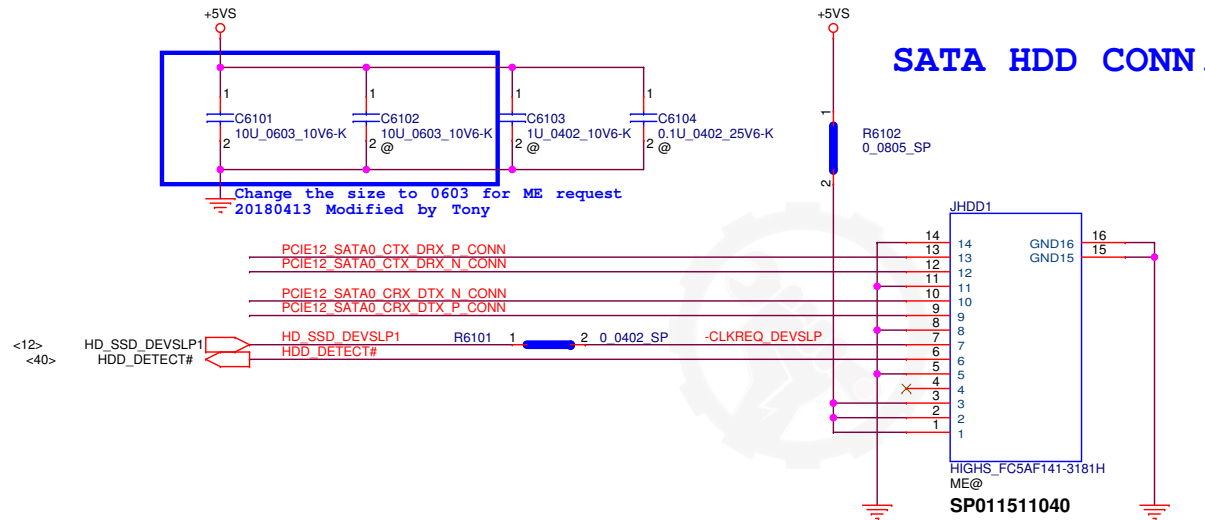 +5VS
+5VS
SATA HDD CONN.
1
1
1
1
C6101
10U_0603_10V6-K
C6102
10U_0603_10V6-K
C6103
1U_0402_10V6-K
C6104
0.1U_0402_25V6-K
2
2
@
2
@
2
@
1
R6102
0_0805_SP
2
Change the size to 0603 for ME request
20180413 Modified by Tony
JHDD1
14
14
GND16
16
PCIE12_SATA0_CTX_DRX_P_CONN
13
13
GND15
15
PCIE12_SATA0_CTX_DRX_N_CONN
12
12
11
11
PCIE12_SATA0_CRX_DTX_N_CONN
10
10
PCIE12_SATA0_CRX_DTX_P_CONN
9
9
8
8
<12>
HD_SSD_DEVSLP1
HD_SSD_DEVSLP1
R6101
1
2
0_0402_SP
-CLKREQ_DEVSLP
7
7
<40>
HDD_DETECT#
HDD_DETECT#
6
6
5
5
4
4
3
3
2
2
1
1
HIGHS_FC5AF141-3181H
ME@
SP011511040